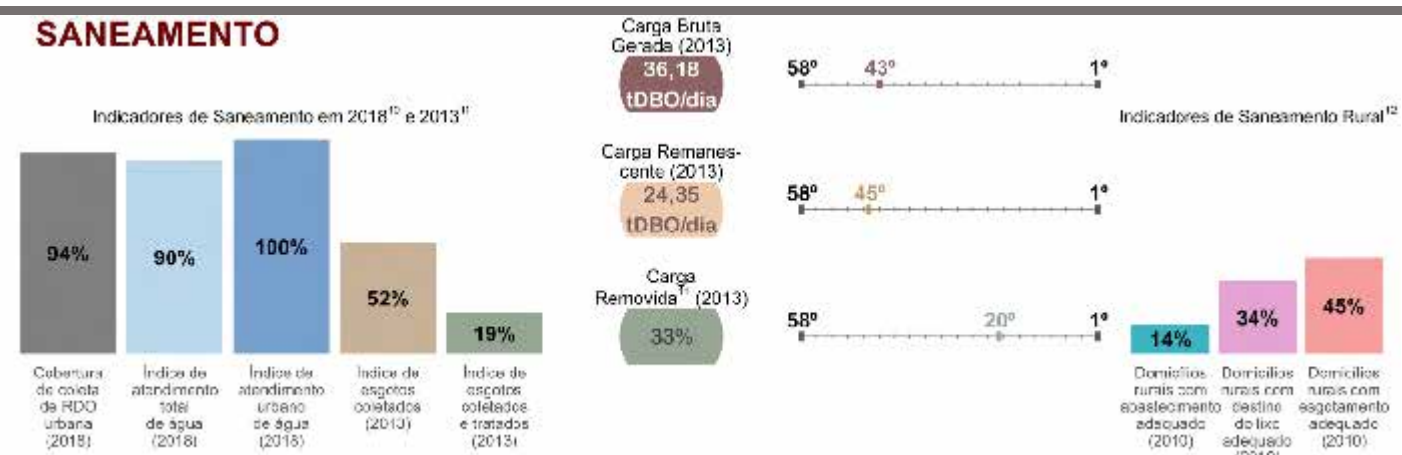 SANEAMENTO
Indicadores de Saneamento em 2018¹⁰ e 2013¹¹
94%
90%
100%
52%
19%
Cobertura
de coleta
de RDO
urbana
(2018)
Índice de
atendimento
total
de água
(2018)
Índice de
atendimento
urbano
de água
(2018)
Índice de
esgotos
coletados
(2013)
Índice de
esgotos
coletados
e tratados
(2013)
Carga Bruta
Gerada (2013)
36,18
tDBO/dia
58º 43º 1º
Carga Remanes-
cente (2013)
24,35
tDBO/dia
58º 45º 1º
Carga
Removida¹¹ (2013)
33%
58º 20º 1º
Indicadores de Saneamento Rural¹²
14%
34%
45%
Domicílios
rurais com
abastecimento
adequado
(2010)
Domicílios
rurais com
destino
do lixo
adequado
(2010)
Domicílios
rurais com
esgotamento
adequado
(2010)